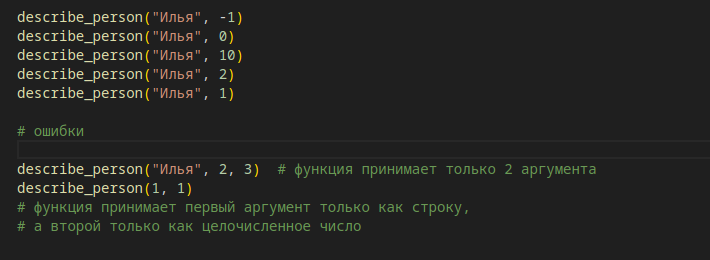 describe_person("Илья", -1)
describe_person("Илья", 0)
describe_person("Илья", 10)
describe_person("Илья", 2)
describe_person("Илья", 1)
# ошибки
describe_person("Илья", 2, 3)  # функция принимает только 2 аргумента
describe_person(1, 1)
# функция принимает первый аргумент только как строку,
# а второй только как целочисленное число